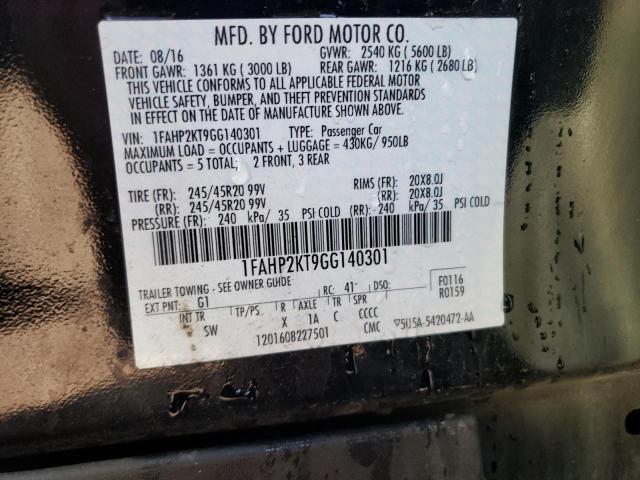 MFD. BY FORD MOTOR CO.
DATE: 08/16 GVWR: 2540 KG ( 5600 LB)
FRONT GAWR: 1361 KG ( 3000 LB) REAR GAWR: 1216 KG ( 2680 LB)
THIS VEHICLE CONFORMS TO ALL APPLICABLE FEDERAL MOTOR
VEHICLE SAFETY, BUMPER, AND THEFT PREVENTION STANDARDS
IN EFFECT ON THE DATE OF MANUFACTURE SHOWN ABOVE.
VIN: 1FAHP2KT9GG140301 TYPE: Passenger Car
MAXIMUM LOAD = OCCUPANTS + LUGGAGE = 430KG/ 950LB
OCCUPANTS = 5 TOTAL; 2 FRONT, 3 REAR
TIRE (FR): 245/45R20 99V RIMS (FR): 20X8.0J
(RR): 245/45R20 99V (RR): 20X8.0J
PRESSURE (FR): 240 kPa/ 35 PSI COLD (RR): 240 kPa/ 35 PSI COLD
1FAHP2KT9GG140301
TRAILER TOWING - SEE OWNER GUIDE F0116
EXT PNT: G1 RC: 41 DSO: R0159
INT TR TP/PS R AXLE TR SPR
SW X 1A C CCCC
1201608227501 CMC ▽5U5A-5420472-AA